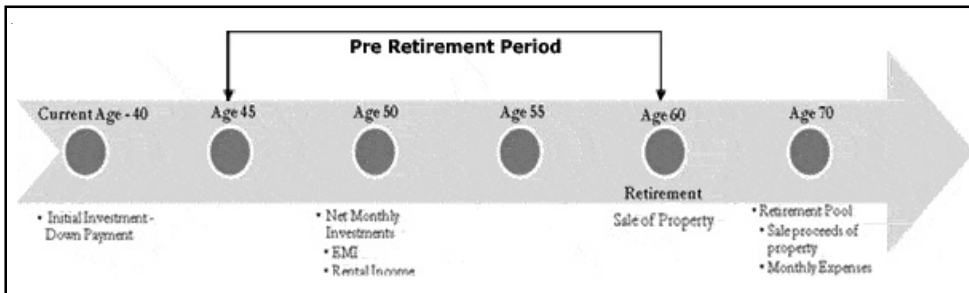 Pre Retirement Period
Current Age - 40
Age 45
Age 50
Age 55
Age 60
Age 70
• Initial Investment -
Down Payment
• Net Monthly
Investments
• EMI
• Rental Income
Retirement
Sale of Property
• Retirement Pool
• Sale proceeds of
property
• Monthly Expenses